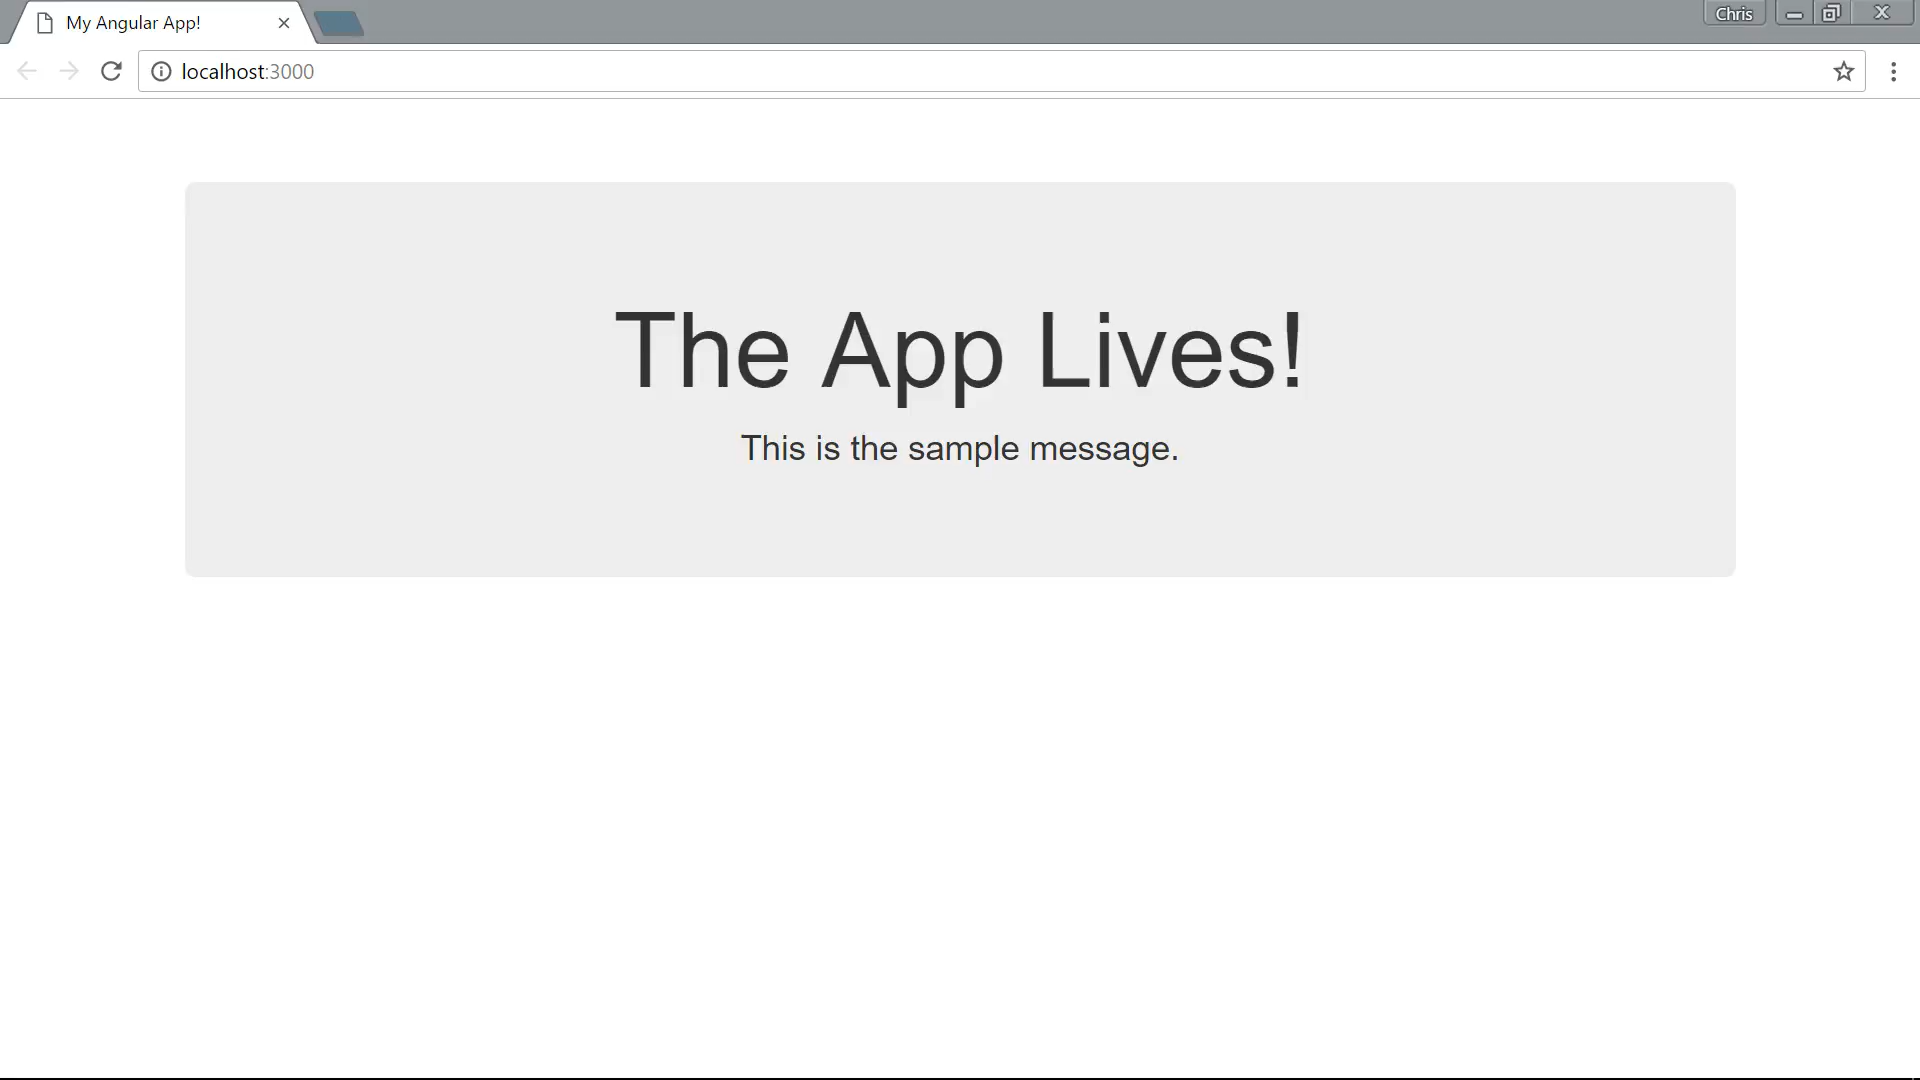 My Angular App!
Chris
localhost:3000
The App Lives!
This is the sample message.